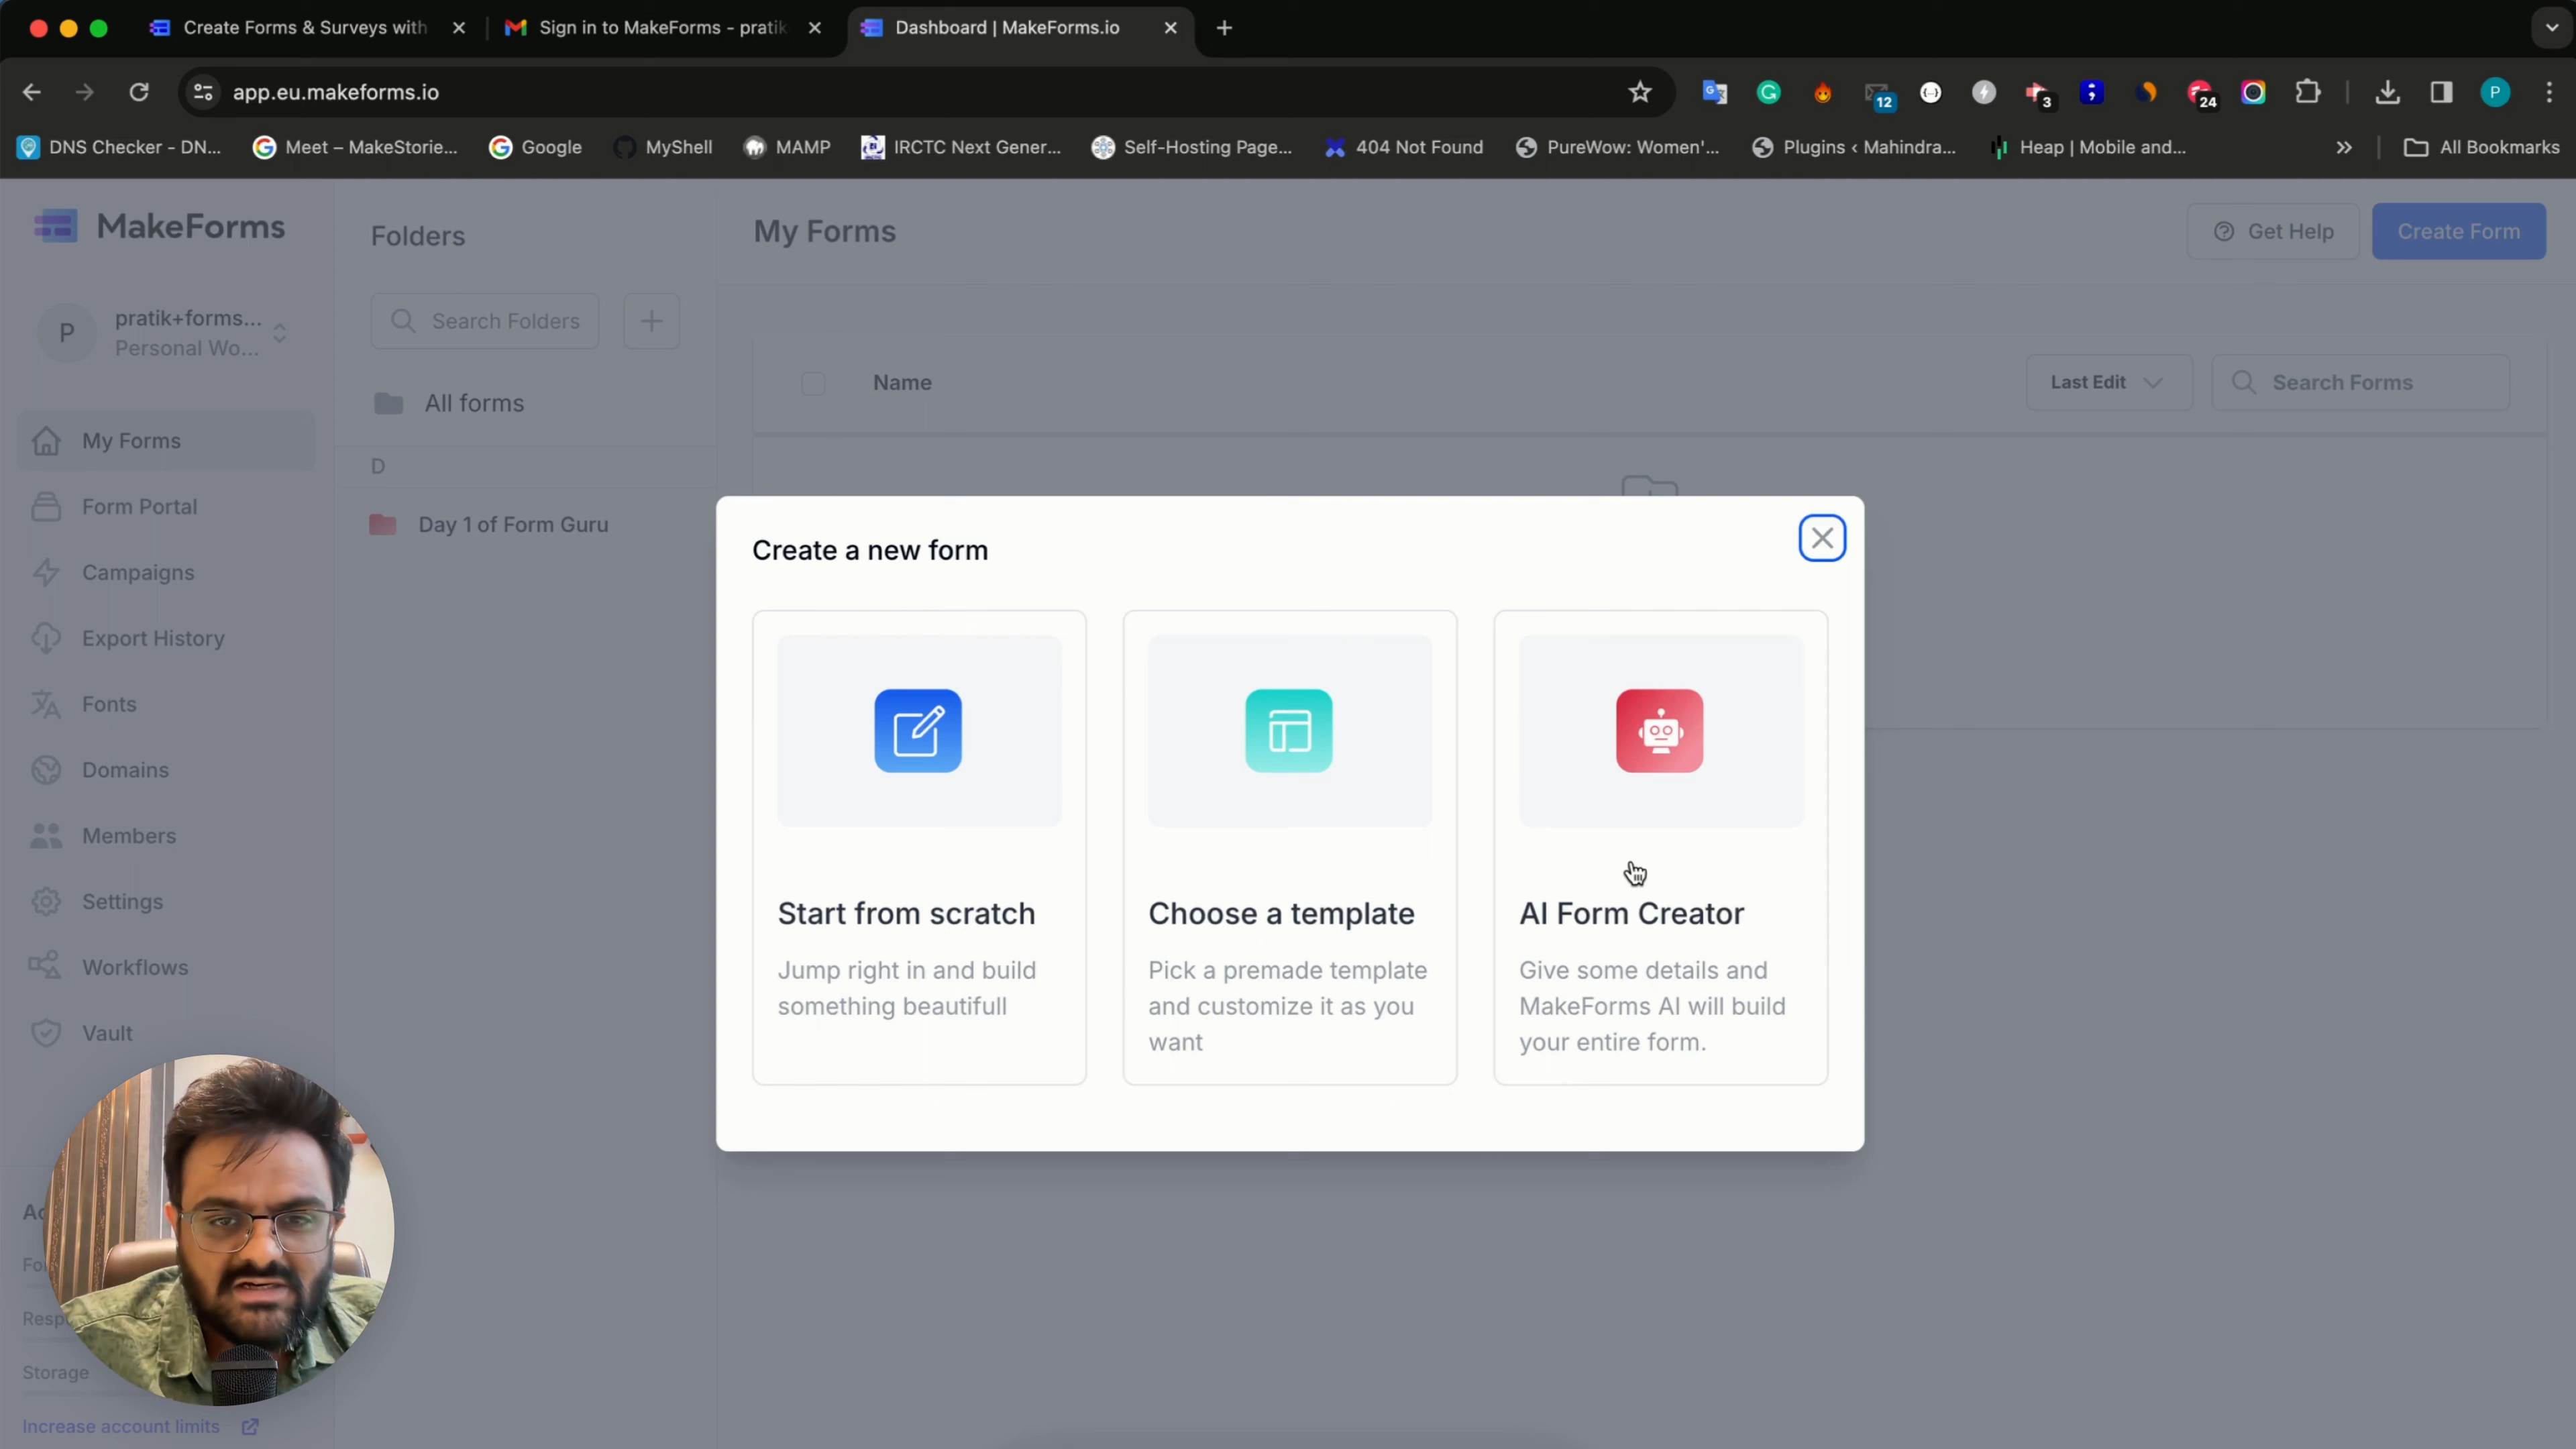 Create Forms & Surveys with
Sign in to MakeForms - pratik
Dashboard | MakeForms.io
app.eu.makeforms.io
12
3
24
P
DNS Checker - DN...
Meet – MakeStorie...
Google
MyShell
MAMP
IRCTC Next Gener...
Self-Hosting Page...
404 Not Found
PureWow: Women'...
Plugins ‹ Mahindra...
Heap | Mobile and...
All Bookmarks
MakeForms
P
pratik+forms...
Personal Wo...
My Forms
Form Portal
Campaigns
Export History
Fonts
Domains
Members
Settings
Workflows
Vault
Storage
Increase account limits
Folders
Search Folders
All forms
D
Day 1 of Form Guru
My Forms
Get Help
Create Form
Name
Last Edit
Search Forms
Create a new form
Start from scratch
Jump right in and build
something beautifull
Choose a template
Pick a premade template
and customize it as you
want
AI Form Creator
Give some details and
MakeForms AI will build
your entire form.